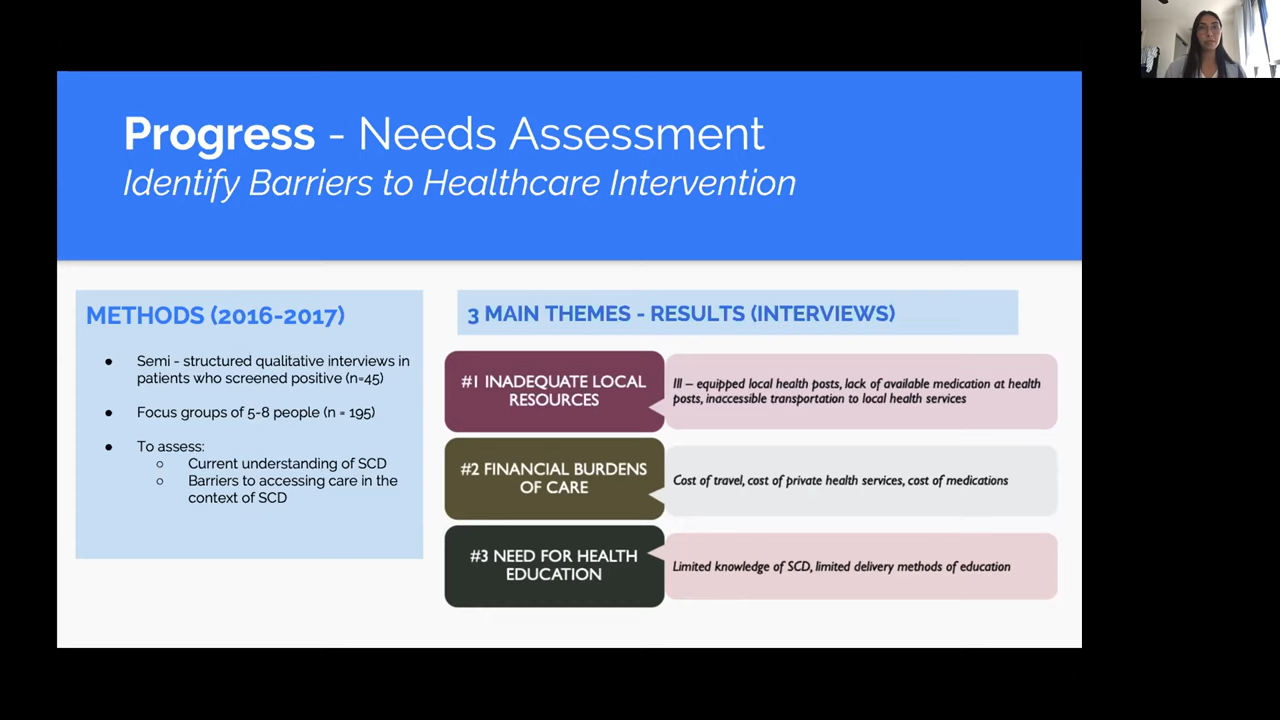 Progress - Needs Assessment
Identify Barriers to Healthcare Intervention
METHODS (2016-2017)
● Semi - structured qualitative interviews in
patients who screened positive (n=45)
● Focus groups of 5-8 people (n = 195)
● To assess:
○ Current understanding of SCD
○ Barriers to accessing care in the
context of SCD
3 MAIN THEMES - RESULTS (INTERVIEWS)
#1 INADEQUATE LOCAL
RESOURCES
Ill – equipped local health posts, lack of available medication at health
posts, inaccessible transportation to local health services
#2 FINANCIAL BURDENS
OF CARE
Cost of travel, cost of private health services, cost of medications
#3 NEED FOR HEALTH
EDUCATION
Limited knowledge of SCD, limited delivery methods of education